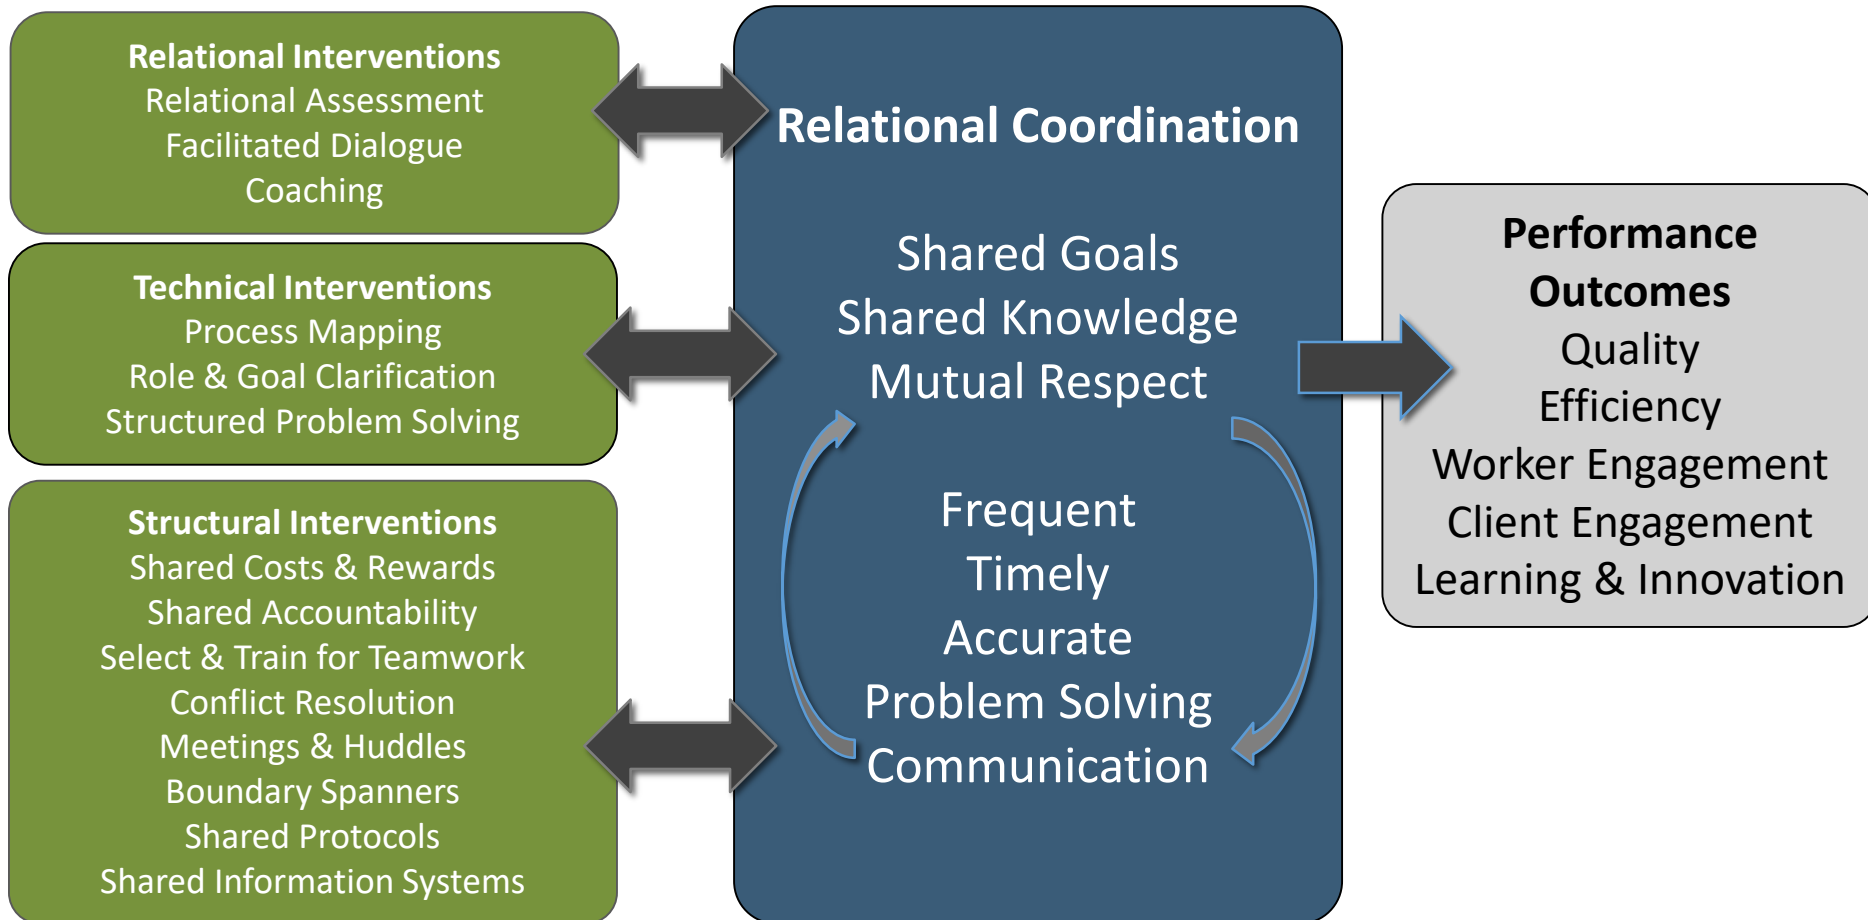 Relational Interventions
Relational Assessment
Facilitated Dialogue
Coaching
Technical Interventions
Process Mapping
Role & Goal Clarification
Structured Problem Solving
Structural Interventions
Shared Costs & Rewards
Shared Accountability
Select & Train for Teamwork
Conflict Resolution
Meetings & Huddles
Boundary Spanners
Shared Protocols
Shared Information Systems
Relational Coordination
Shared Goals
Shared Knowledge
Mutual Respect
Frequent
Timely
Accurate
Problem Solving
Communication
Performance
Outcomes
Quality
Efficiency
Worker Engagement
Client Engagement
Learning & Innovation